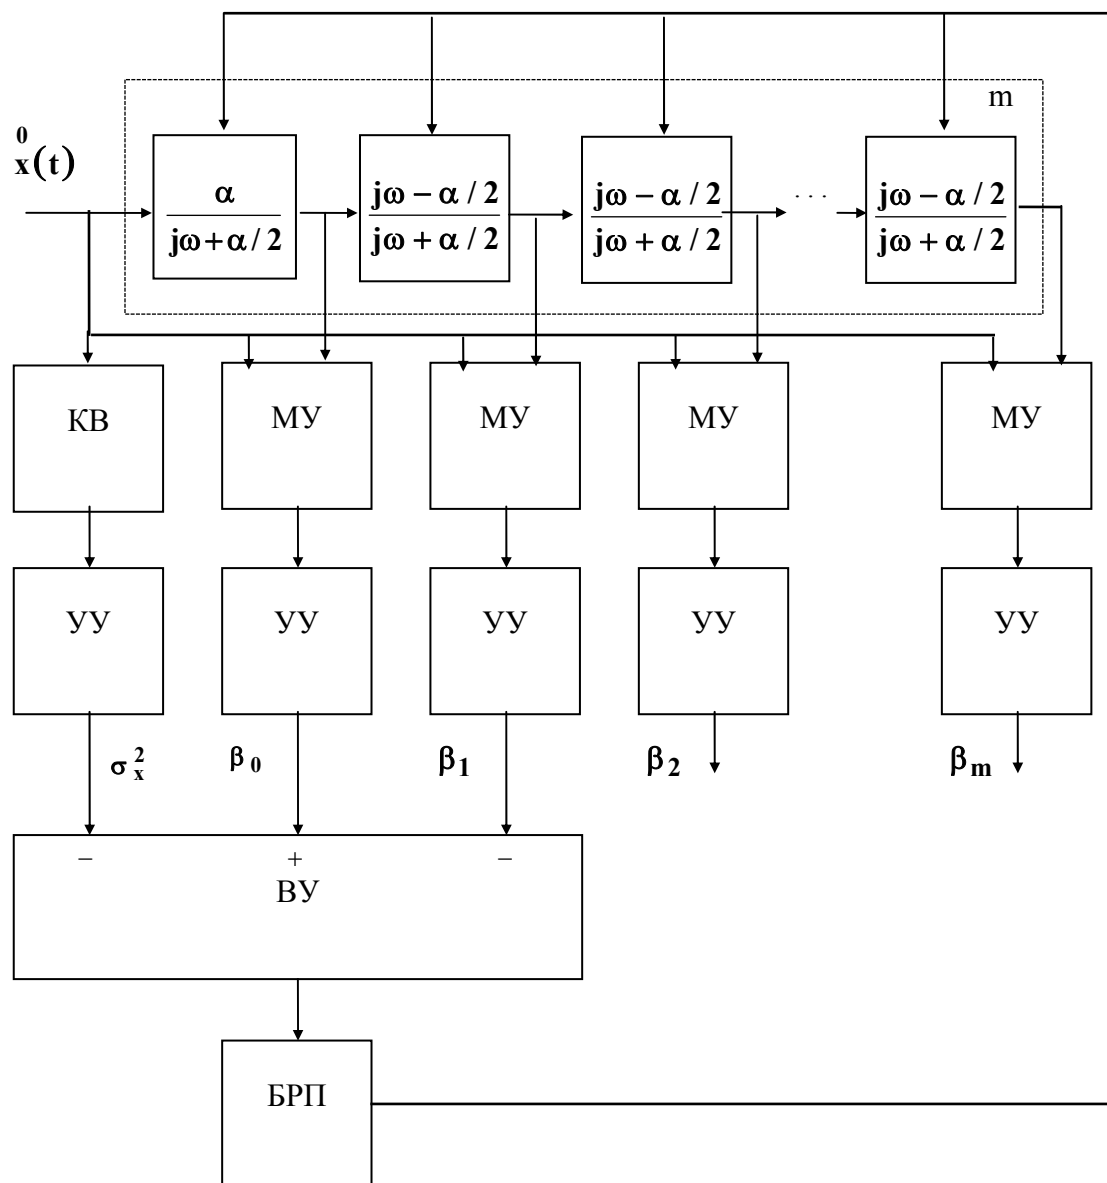 m
0
x(t)
α
jω + α / 2
jω − α / 2
jω + α / 2
jω − α / 2
jω + α / 2
. . .
jω − α / 2
jω + α / 2
КВ
МУ
МУ
МУ
МУ
УУ
УУ
УУ
УУ
УУ
σ²ₓ
β₀
β₁
β₂
βₘ
− + −
ВУ
БРП